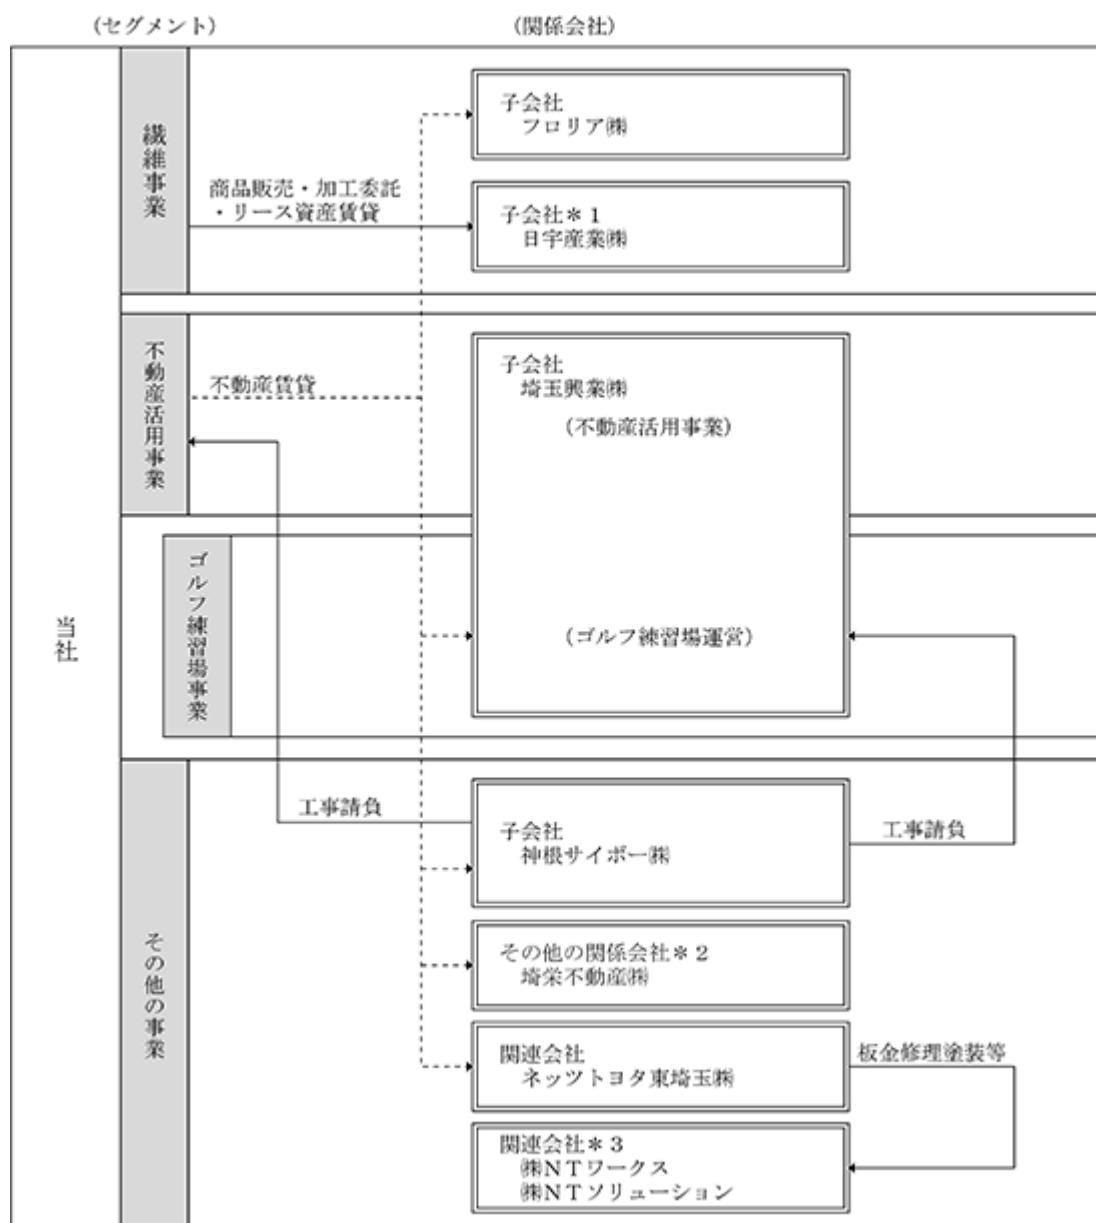 (セグメント)
(関係会社)
当社
繊維事業
商品販売・加工委託
・リース資産賃貸
子会社
フロリア㈱
子会社＊１
日宇産業㈱
不動産活用事業
不動産賃貸
子会社
埼玉興業㈱
(不動産活用事業)
ゴルフ練習場事業
(ゴルフ練習場運営)
その他の事業
工事請負
子会社
神根サイボー㈱
工事請負
その他の関係会社＊２
埼栄不動産㈱
関連会社
ネッツトヨタ東埼玉㈱
板金修理塗装等
関連会社＊３
㈱ＮＴワークス
㈱ＮＴソリューション